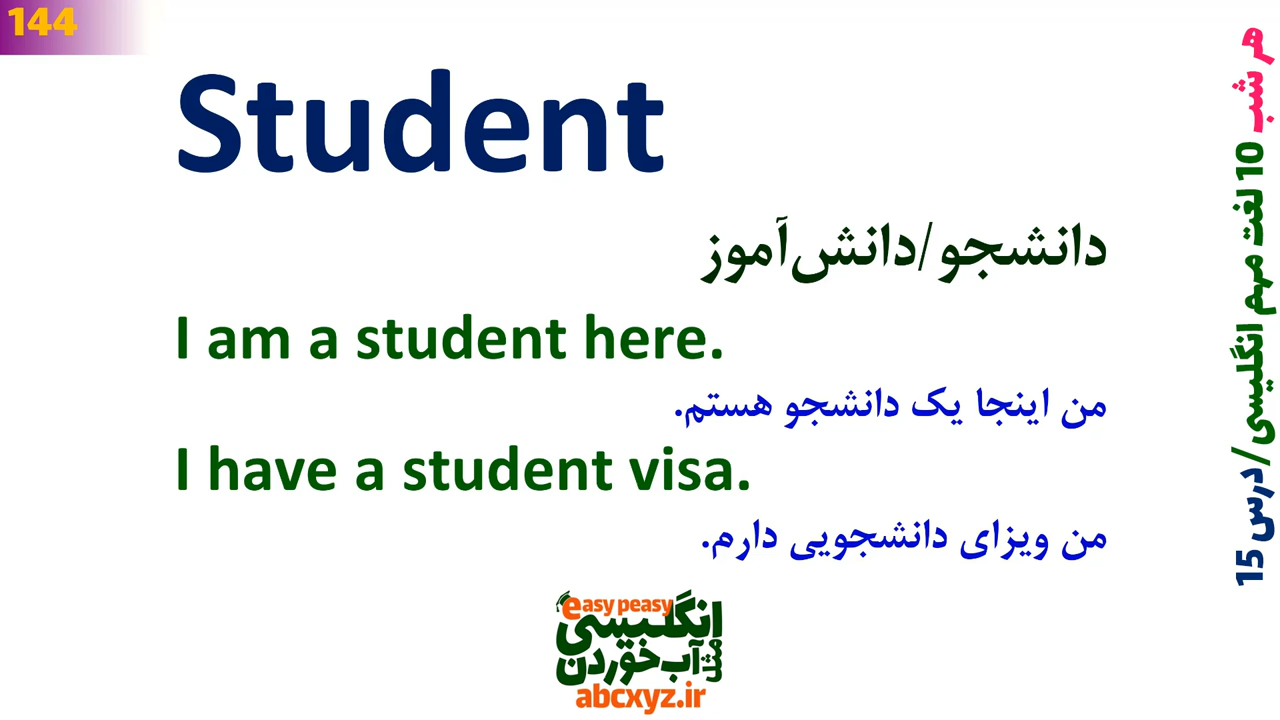 144
Student
دانشجو/دانش‌آموز
I am a student here.
من اینجا یک دانشجو هستم.
I have a student visa.
من ویزای دانشجویی دارم.
هر شب 10 لغت مهم انگلیسی/درس 15
easy peasy
انگلیسی
مثل آب خوردن
abcxyz.ir